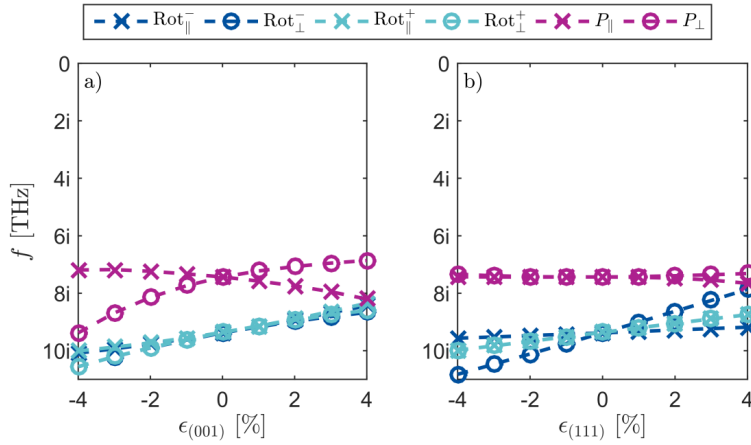 Rot∥⁻ Rot⊥⁻ Rot∥⁺ Rot⊥⁺ P∥ P⊥
a) b)
0 0
2i 2i
4i 4i
6i 6i
8i 8i
10i 10i
f [THz]
-4 -2 0 2 4 -4 -2 0 2 4
ϵ(001) [%] ϵ(111) [%]